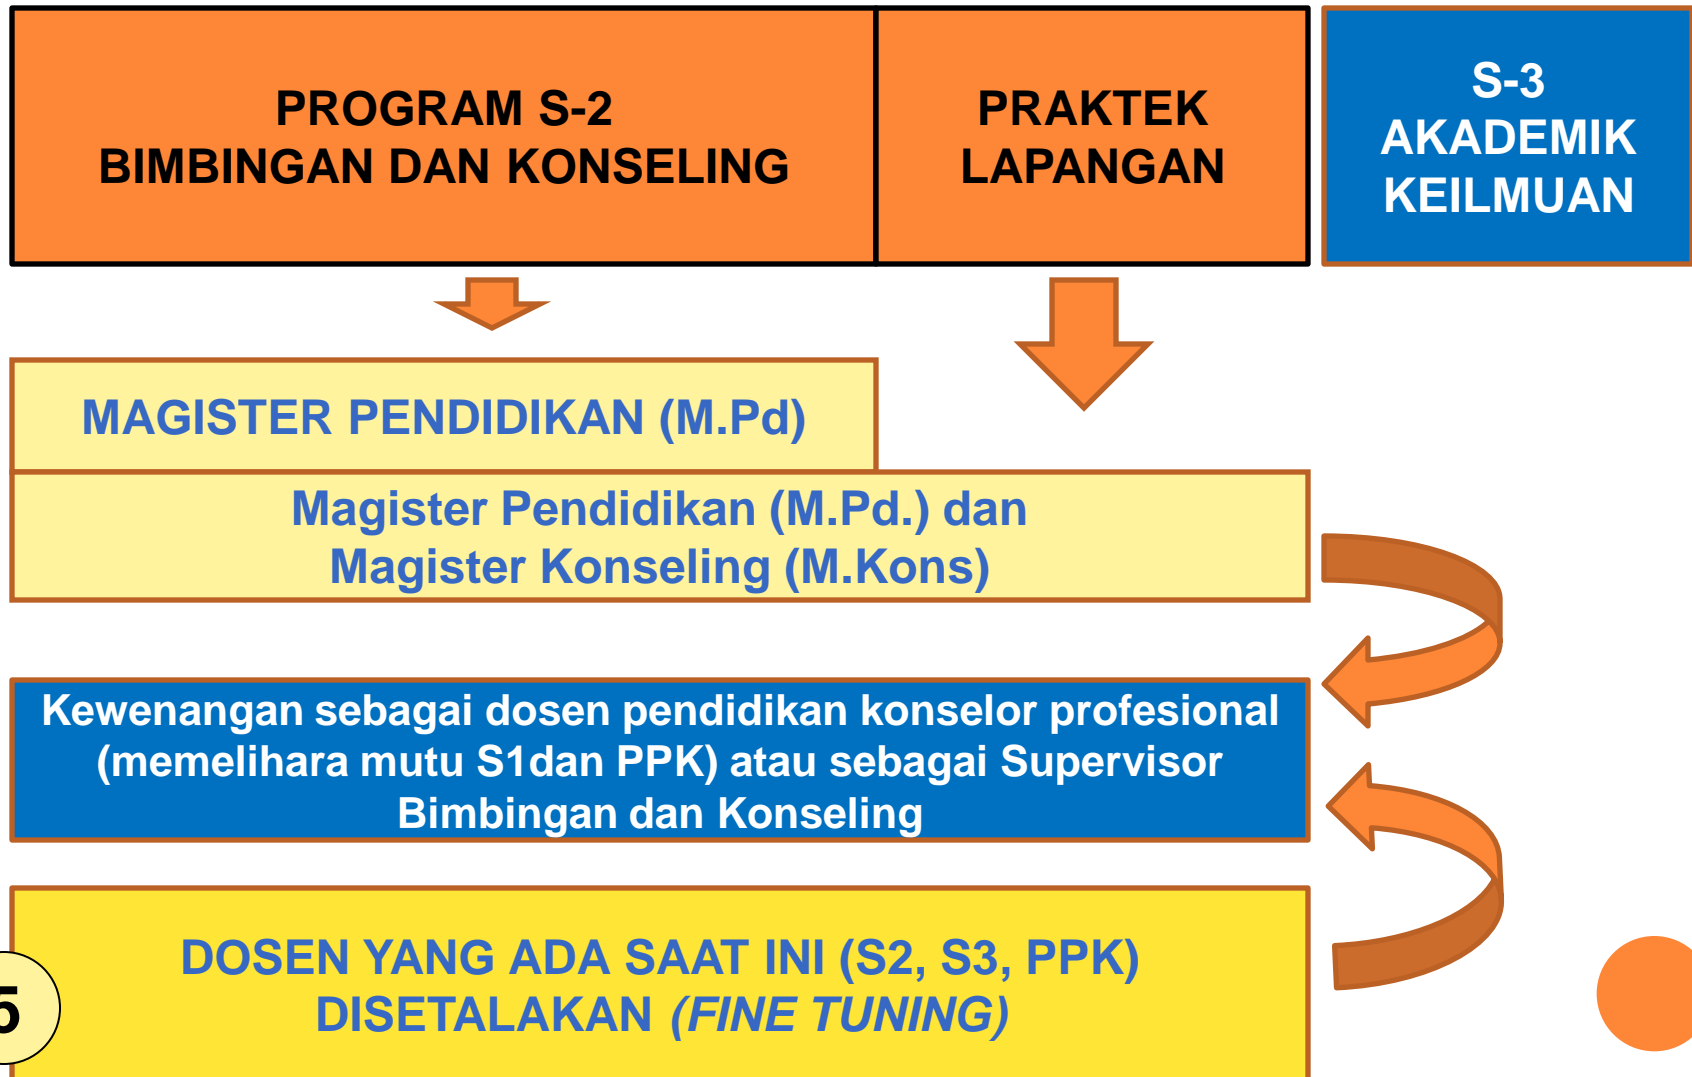 PROGRAM S-2
BIMBINGAN DAN KONSELING
PRAKTEK
LAPANGAN
S-3
AKADEMIK
KEILMUAN
MAGISTER PENDIDIKAN (M.Pd)
Magister Pendidikan (M.Pd.) dan
Magister Konseling (M.Kons)
Kewenangan sebagai dosen pendidikan konselor profesional
(memelihara mutu S1dan PPK) atau sebagai Supervisor
Bimbingan dan Konseling
DOSEN YANG ADA SAAT INI (S2, S3, PPK)
DISETALAKAN (FINE TUNING)